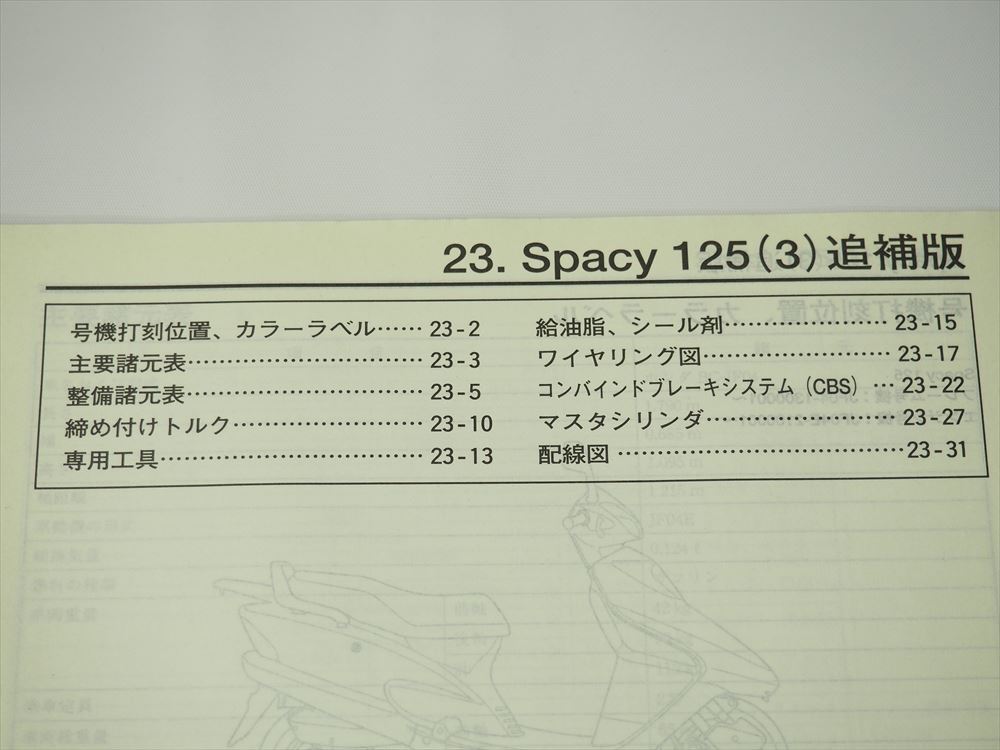 23. Spacy 125(3)追補版
号機打刻位置、カラーラベル…… 23-2
主要諸元表………………………… 23-3
整備諸元表………………………… 23-5
締め付けトルク…………………… 23-10
専用工具…………………………… 23-13
給油脂、シール剤…………………… 23-15
ワイヤリング図……………………… 23-17
コンバインドブレーキシステム(CBS) … 23-22
マスタシリンダ……………………… 23-27
配線図 ………………………………… 23-31